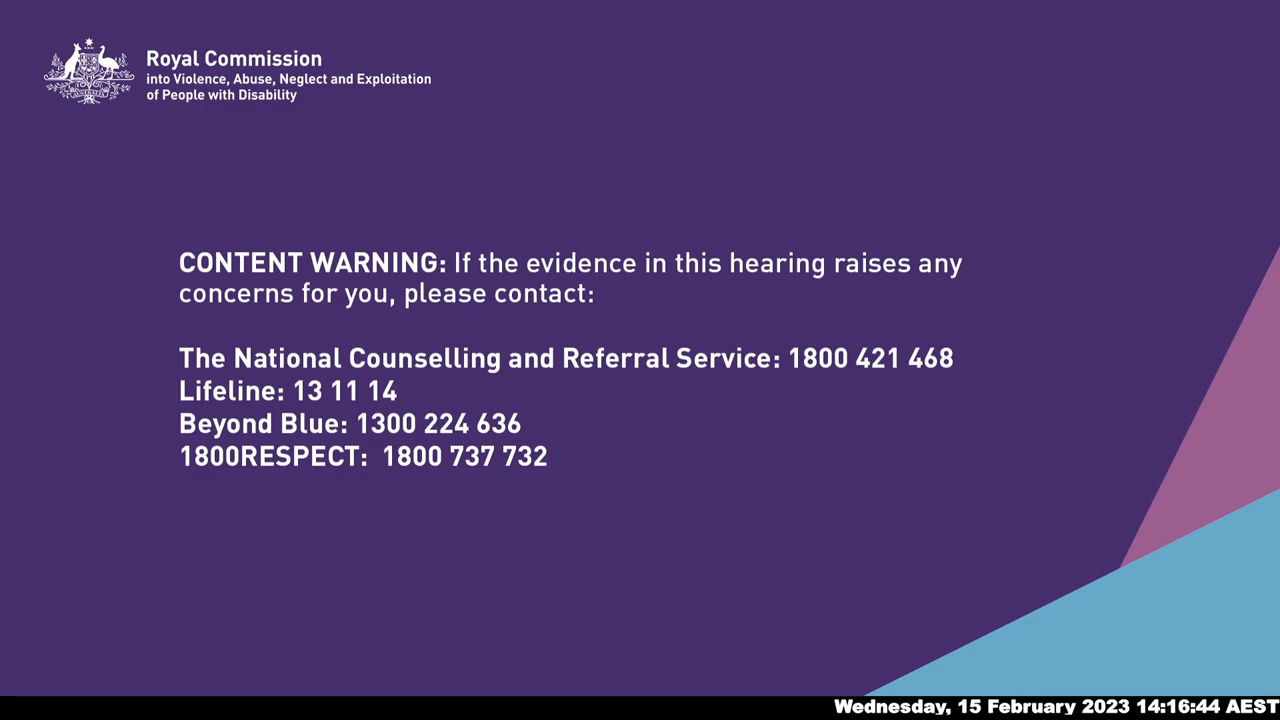 Royal Commission
into Violence, Abuse, Neglect and Exploitation
of People with Disability
CONTENT WARNING: If the evidence in this hearing raises any
concerns for you, please contact:
The National Counselling and Referral Service: 1800 421 468
Lifeline: 13 11 14
Beyond Blue: 1300 224 636
1800RESPECT: 1800 737 732
Wednesday, 15 February 2023 14:16:44 AEST